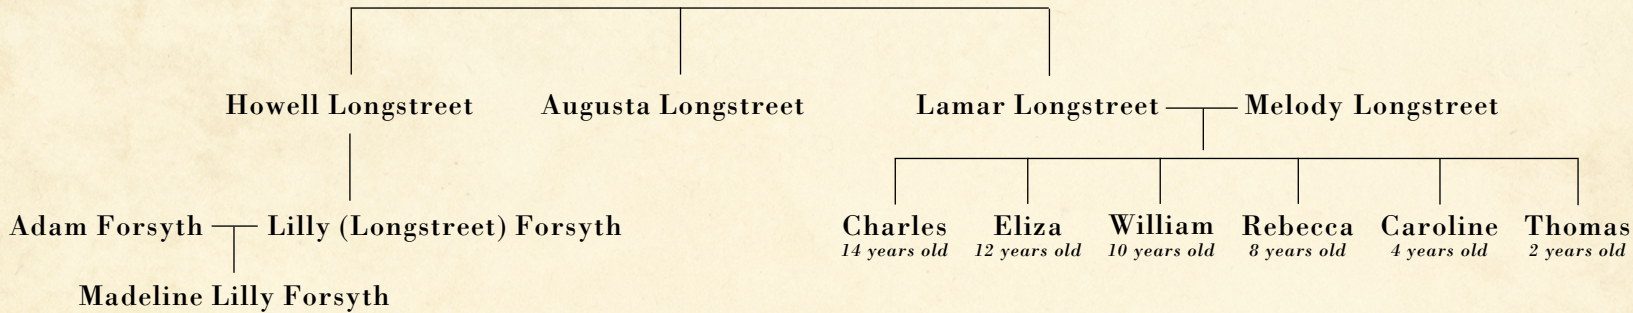 Howell Longstreet Augusta Longstreet Lamar Longstreet Melody Longstreet
Adam Forsyth Lilly (Longstreet) Forsyth Charles Eliza William Rebecca Caroline Thomas
14 years old 12 years old 10 years old 8 years old 4 years old 2 years old
Madeline Lilly Forsyth